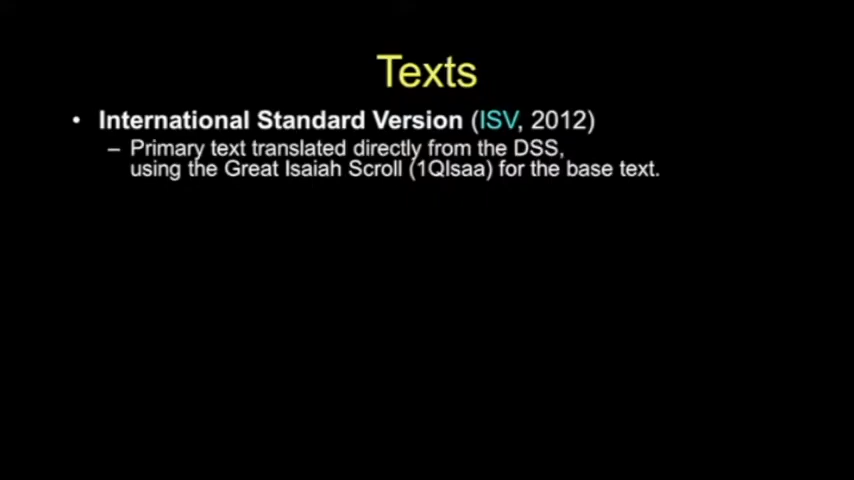 Texts
• International Standard Version (ISV, 2012)
– Primary text translated directly from the DSS,
using the Great Isaiah Scroll (1QIsaa) for the base text.